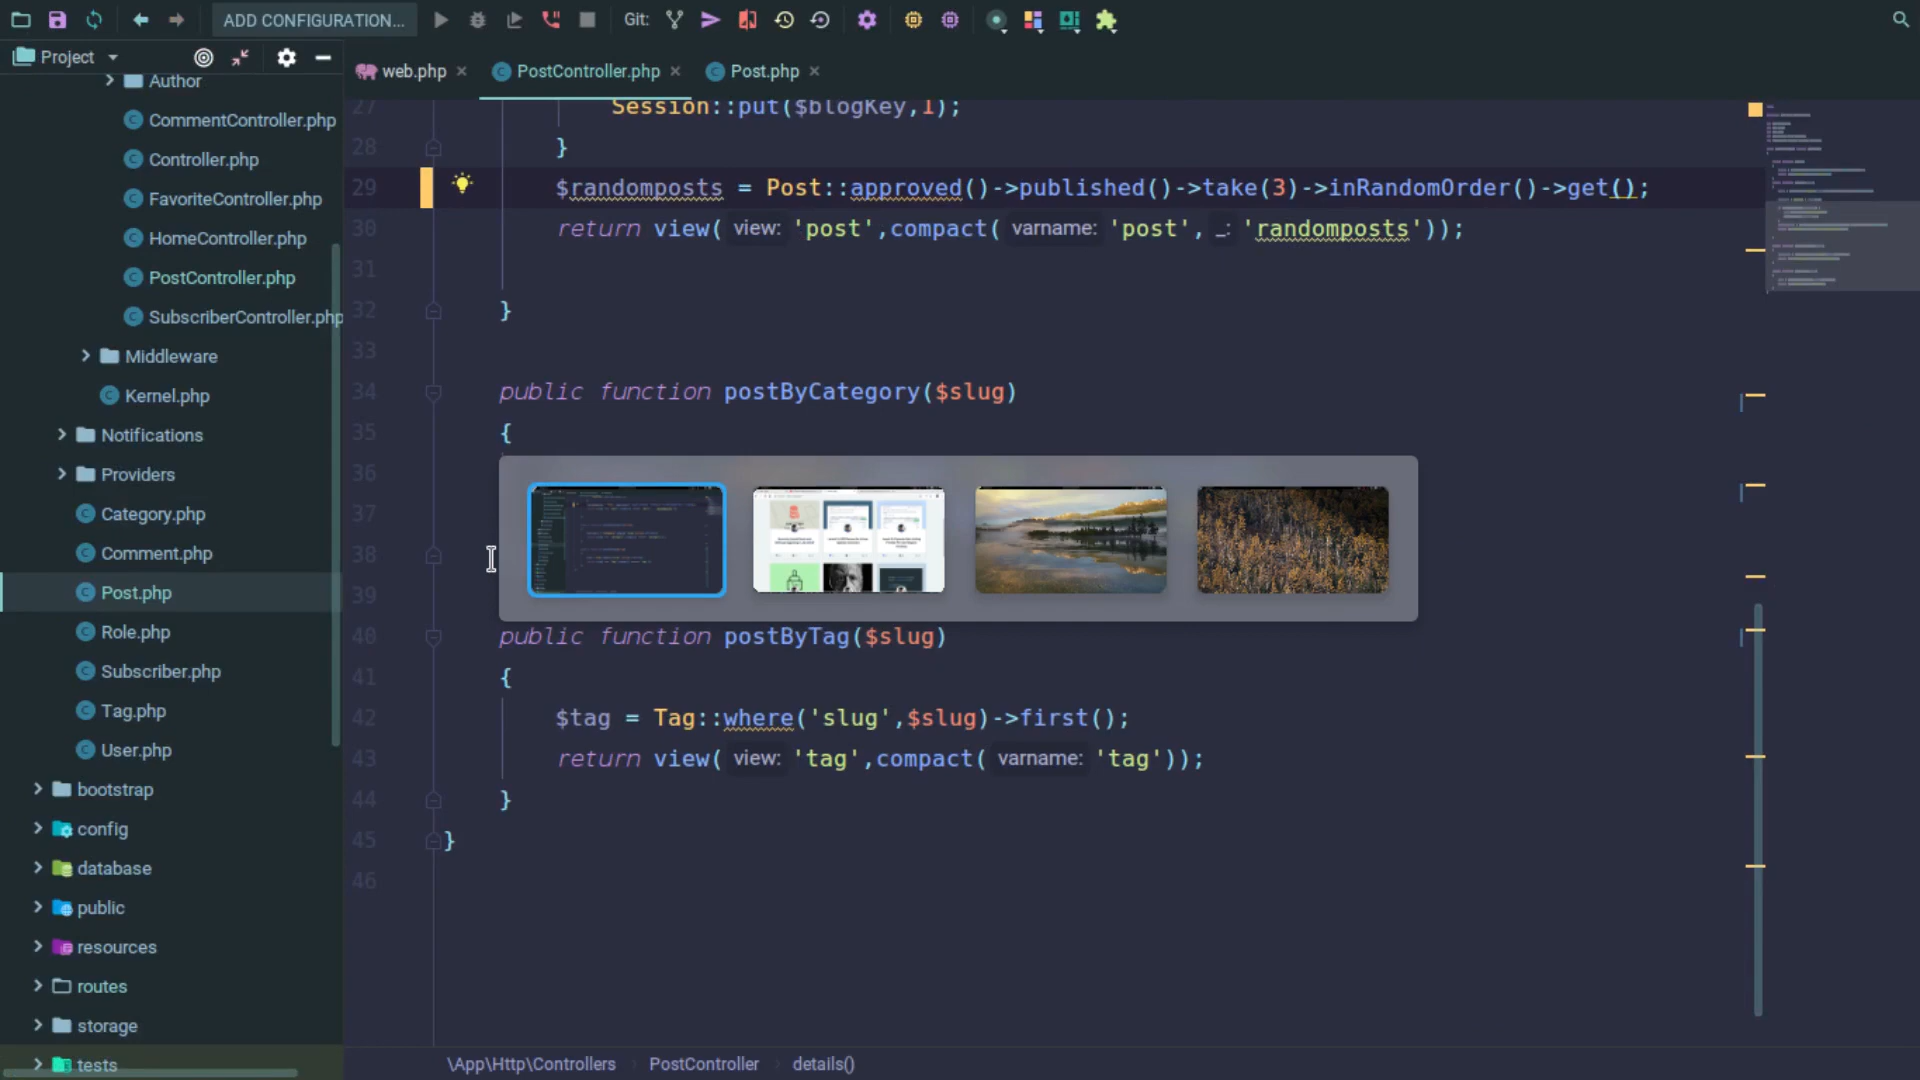 ADD CONFIGURATION...
Git:
Project
web.php
PostController.php
Post.php
Author
CommentController.php
Controller.php
FavoriteController.php
HomeController.php
PostController.php
SubscriberController.php
Middleware
Kernel.php
Notifications
Providers
Category.php
Comment.php
Post.php
Role.php
Subscriber.php
Tag.php
User.php
bootstrap
config
database
public
resources
routes
storage
tests
27 Session::put($blogKey,1);
28 }
29 $randomposts = Post::approved()->published()->take(3)->inRandomOrder()->get();
30 return view( view: 'post',compact( varname: 'post', _: 'randomposts'));
31
32 }
33
34 public function postByCategory($slug)
35 {
36
37
38
39
40 public function postByTag($slug)
41 {
42 $tag = Tag::where('slug',$slug)->first();
43 return view( view: 'tag',compact( varname: 'tag'));
44 }
45 }
46
\App\Http\Controllers PostController details()